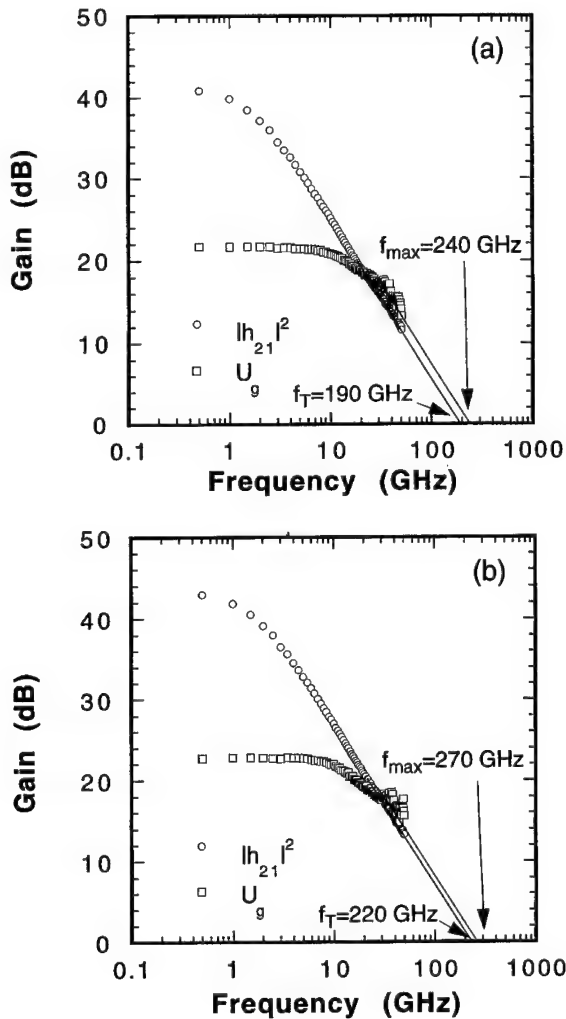 (a)
50
40
30
20
10
0
Gain (dB)
f_max=240 GHz
|h_21|^2
U_g
f_T=190 GHz
0.1 1 10 100 1000
Frequency (GHz)
(b)
50
40
30
20
10
0
Gain (dB)
f_max=270 GHz
|h_21|^2
U_g
f_T=220 GHz
0.1 1 10 100 1000
Frequency (GHz)